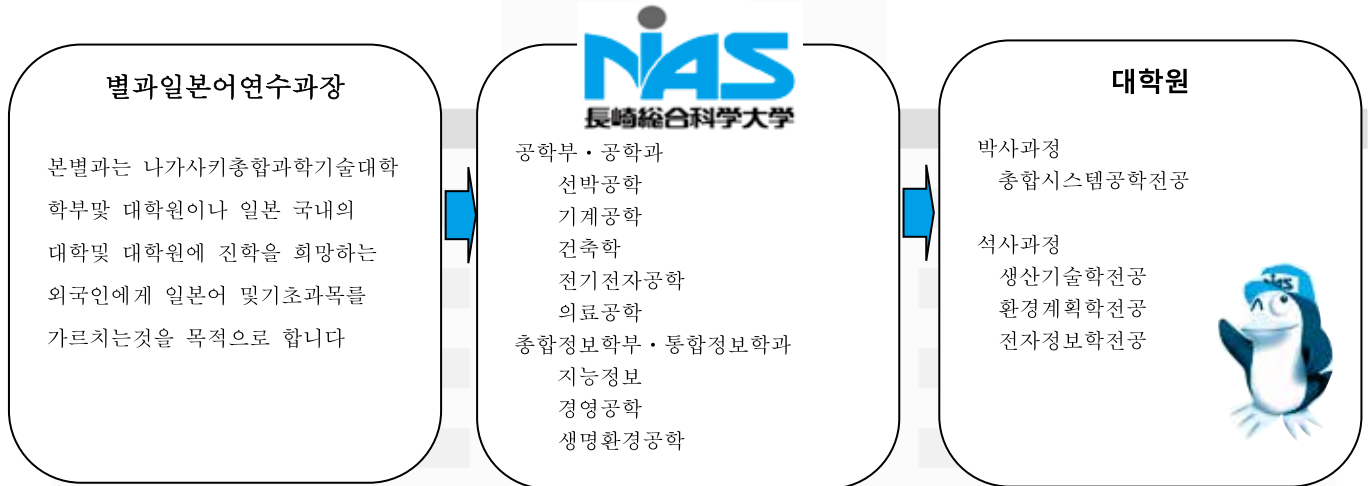 별과일본어연수과장
본별과는 나가사키총합과학기술대학
학부맟 대학원이나 일본 국내의
대학및 대학원에 진학을 희망하는
외국인에게 일본어 및기초과목를
가르치는것을 목적으로 합니다
NIAS
長崎総合科学大学
공학부・공학과
선박공학
기계공학
건축학
전기전자공학
의료공학
총합정보학부・통합정보학과
지능정보
경영공학
생명환경공학
대학원
박사과정
총합시스템공학전공
석사과정
생산기술학전공
환경계획학전공
전자정보학전공
nas